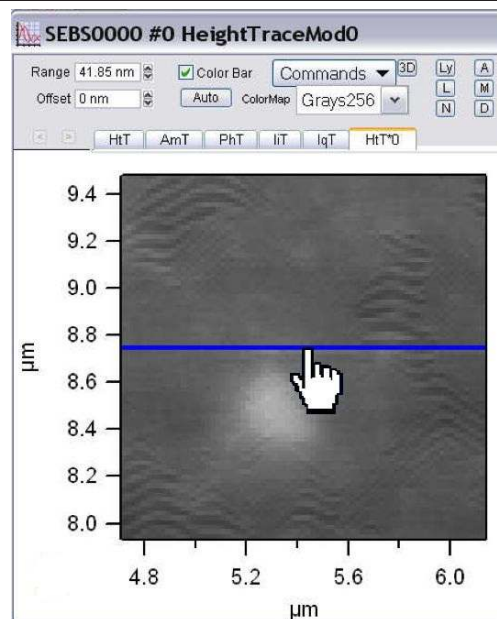 SEBS0000 #0 HeightTraceMod0
Range 41.85 nm Color Bar Commands 3D Ly A
Offset 0 nm Auto ColorMap Grays256 L M
N D
< > HtT AmT PhT IiT IqT HtT*0
9.4
9.2
9.0
8.8
8.6
8.4
8.2
8.0
µm
4.8 5.2 5.6 6.0
µm